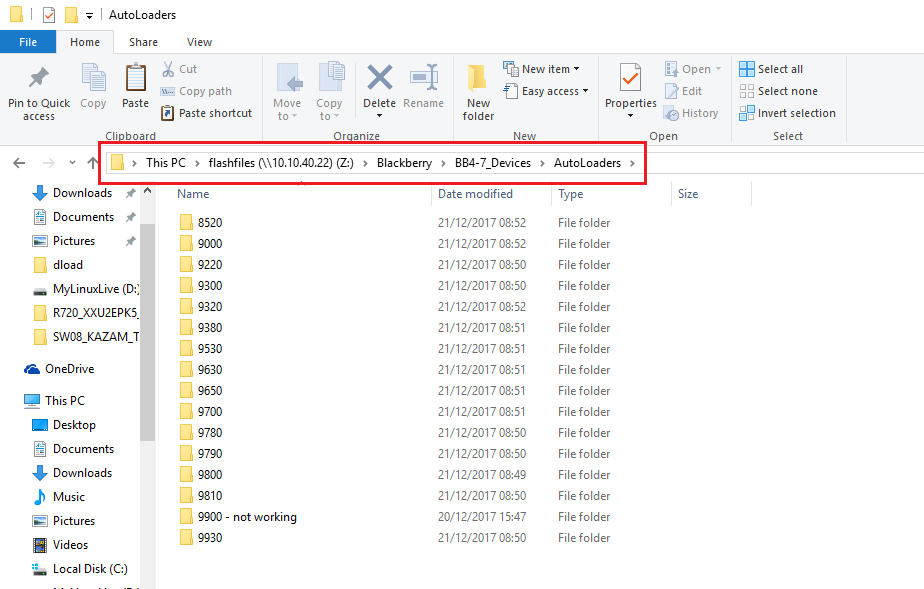 AutoLoaders
File Home Share View
Pin to Quick access
Copy
Paste
Cut
Copy path
Paste shortcut
Clipboard
Move to
Copy to
Delete
Rename
Organize
New folder
New item
Easy access
New
Properties
Open
Edit
History
Open
Select all
Select none
Invert selection
Select
This PC > flashfiles (\\10.10.40.22) (Z:) > Blackberry > BB4-7_Devices > AutoLoaders >
Downloads
Documents
Pictures
dload
MyLinuxLive (D:)
R720_XXU2EPK5_
SW08_KAZAM_T
OneDrive
This PC
Desktop
Documents
Downloads
Music
Pictures
Videos
Local Disk (C:)
Name Date modified Type Size
8520 21/12/2017 08:52 File folder
9000 21/12/2017 08:52 File folder
9220 21/12/2017 08:50 File folder
9300 21/12/2017 08:50 File folder
9320 21/12/2017 08:52 File folder
9380 21/12/2017 08:51 File folder
9530 21/12/2017 08:51 File folder
9630 21/12/2017 08:51 File folder
9650 21/12/2017 08:51 File folder
9700 21/12/2017 08:51 File folder
9780 21/12/2017 08:50 File folder
9790 21/12/2017 08:50 File folder
9800 21/12/2017 08:49 File folder
9810 21/12/2017 08:50 File folder
9900 - not working 20/12/2017 15:47 File folder
9930 21/12/2017 08:50 File folder